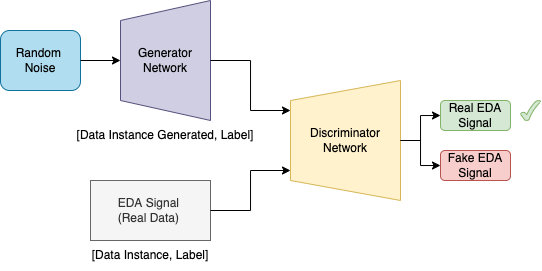 Random
Noise
Generator
Network
[Data Instance Generated, Label]
EDA Signal
(Real Data)
[Data Instance, Label]
Discriminator
Network
Real EDA
Signal
Fake EDA
Signal